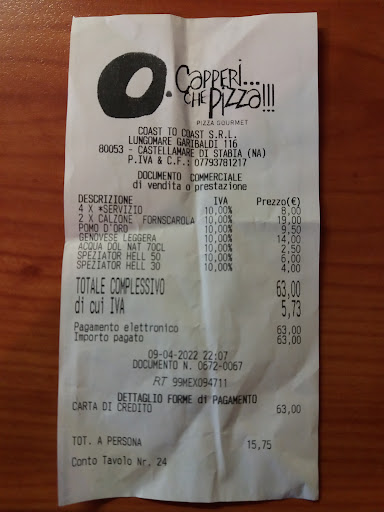 O. CAPPERI...
CHE PIZZA!!!
PIZZA GOURMET
COAST TO COAST S.R.L.
LUNGOMARE GARIBALDI 116
80053 - CASTELLAMARE DI STABIA (NA)
P.IVA & C.F.: 07793781217
DOCUMENTO COMMERCIALE
di vendita o prestazione
DESCRIZIONE IVA Prezzo(€)
4 X *SERVIZIO 10,00% 8,00
2 X CALZONE FORNSCAROLA 10,00% 19,00
POMO D'ORO 10,00% 9,50
GENOVESE LEGGERA 10,00% 14,00
ACQUA DOL NAT 70CL 10,00% 2,50
SPEZIATOR HELL 50 10,00% 6,00
SPEZIATOR HELL 30 10,00% 4,00
TOTALE COMPLESSIVO 63,00
di cui IVA 5,73
Pagamento elettronico 63,00
Importo pagato 63,00
09-04-2022 22:07
DOCUMENTO N. 0672-0067
RT 99MEX094711
DETTAGLIO FORME di PAGAMENTO
CARTA DI CREDITO 63,00
TOT. A PERSONA 15,75
Conto Tavolo Nr. 24